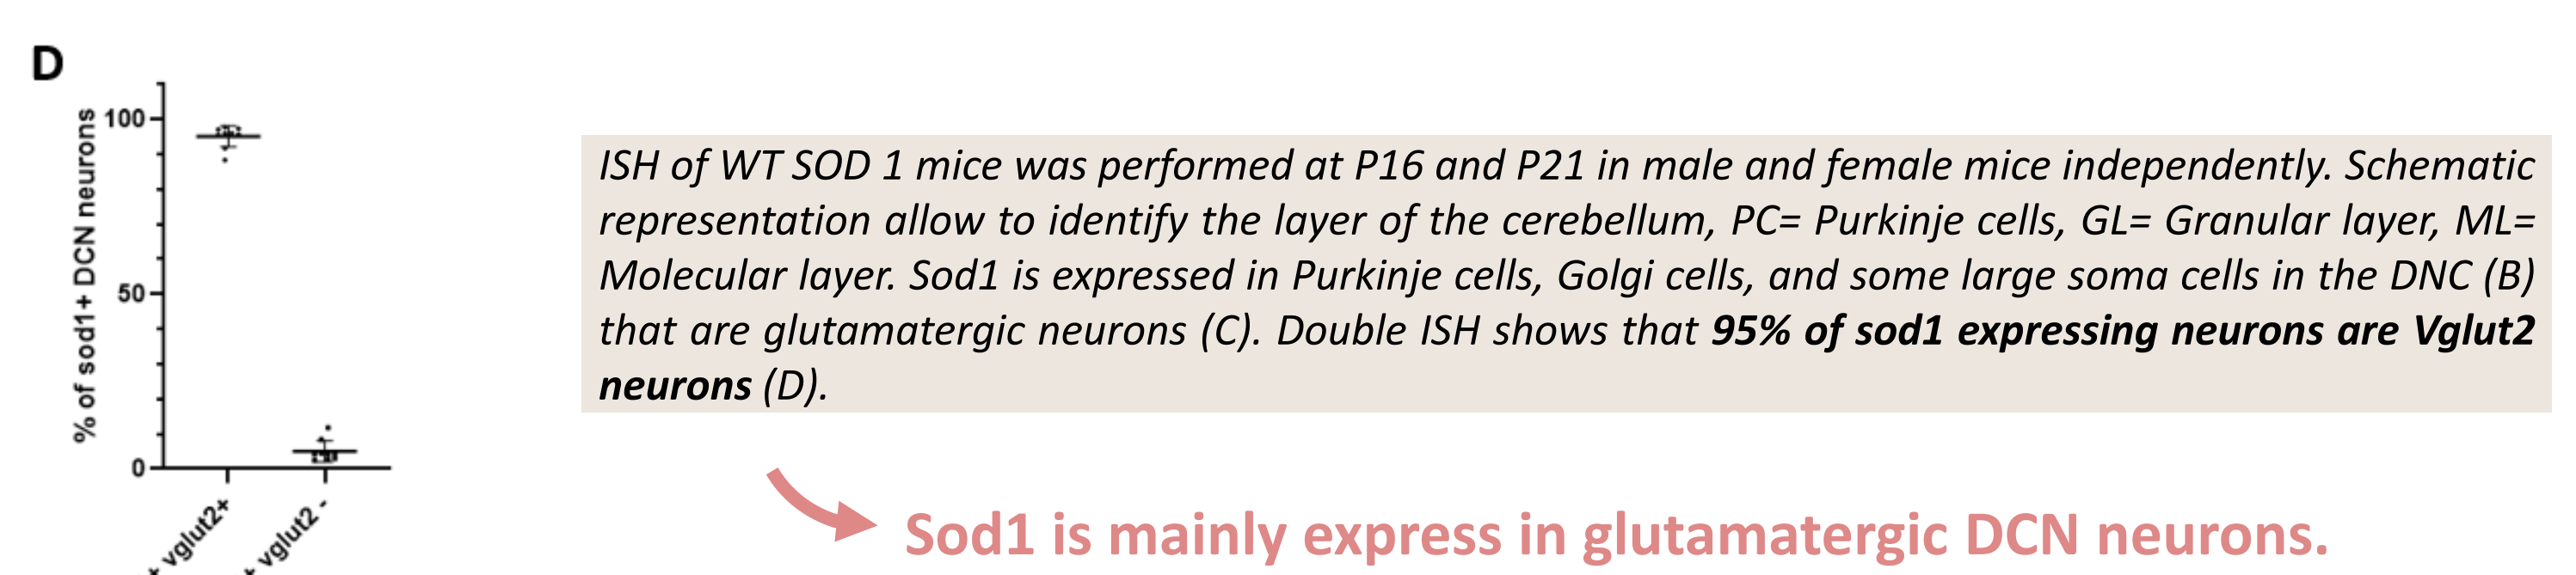 D
% of sod1+ DCN neurons
100
50
0
+ vglut2+
+ vglut2 -
ISH of WT SOD 1 mice was performed at P16 and P21 in male and female mice independently. Schematic
representation allow to identify the layer of the cerebellum, PC= Purkinje cells, GL= Granular layer, ML=
Molecular layer. Sod1 is expressed in Purkinje cells, Golgi cells, and some large soma cells in the DNC (B)
that are glutamatergic neurons (C). Double ISH shows that 95% of sod1 expressing neurons are Vglut2
neurons (D).
Sod1 is mainly express in glutamatergic DCN neurons.